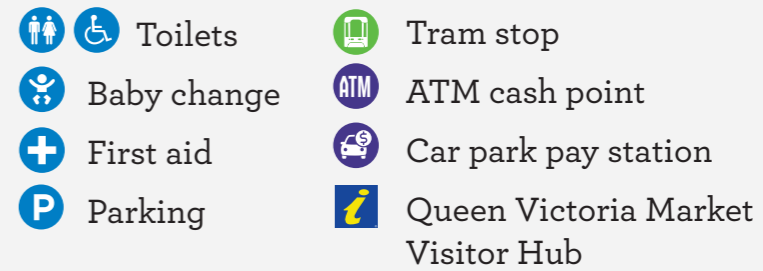 Toilets
Baby change
First aid
P Parking
Tram stop
ATM ATM cash point
$ Car park pay station
i Queen Victoria Market
Visitor Hub